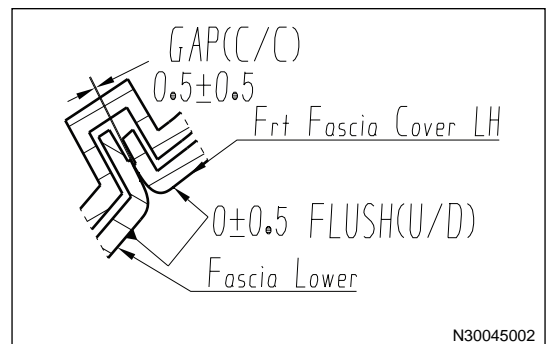 GAP(C/C)
0.5±0.5
Frt Fascia Cover LH
0±0.5 FLUSH(U/D)
Fascia Lower
N30045002